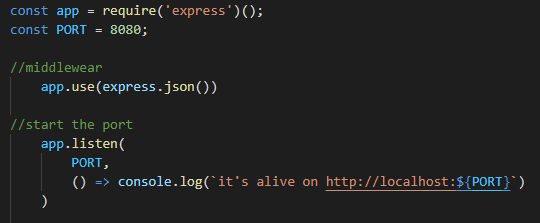 const app = require('express')();
const PORT = 8080;
//middlewear
app.use(express.json())
//start the port
app.listen(
PORT,
() => console.log(`it's alive on http://localhost:${PORT}`)
)